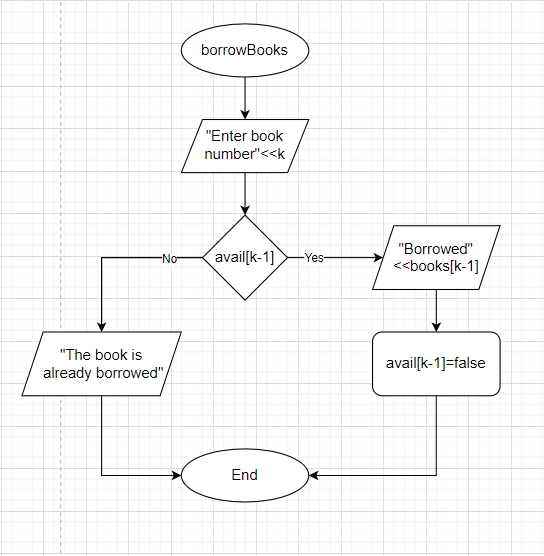 borrowBooks
"Enter book
number"<<k
avail[k-1]
No
Yes
"Borrowed"
<<books[k-1]
"The book is
already borrowed"
avail[k-1]=false
End